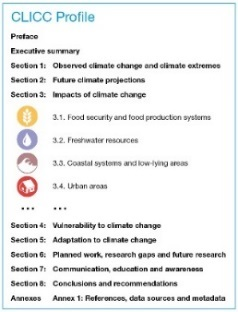 CLICC Profile
Preface
Executive summary
Section 1: Observed climate change and climate extremes
Section 2: Future climate projections
Section 3: Impacts of climate change
3.1. Food security and food production systems
3.2. Freshwater resources
3.3. Coastal systems and low-lying areas
3.4. Urban areas
... ...
Section 4: Vulnerability to climate change
Section 5: Adaptation to climate change
Section 6: Planned work, research gaps and future research
Section 7: Communication, education and awareness
Section 8: Conclusions and recommendations
Annexes Annex 1: References, data sources and metadata